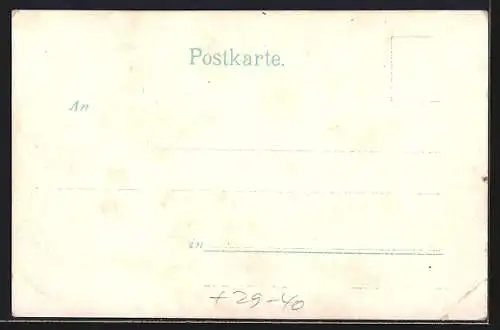 Postkarte.
An
in
+29-40